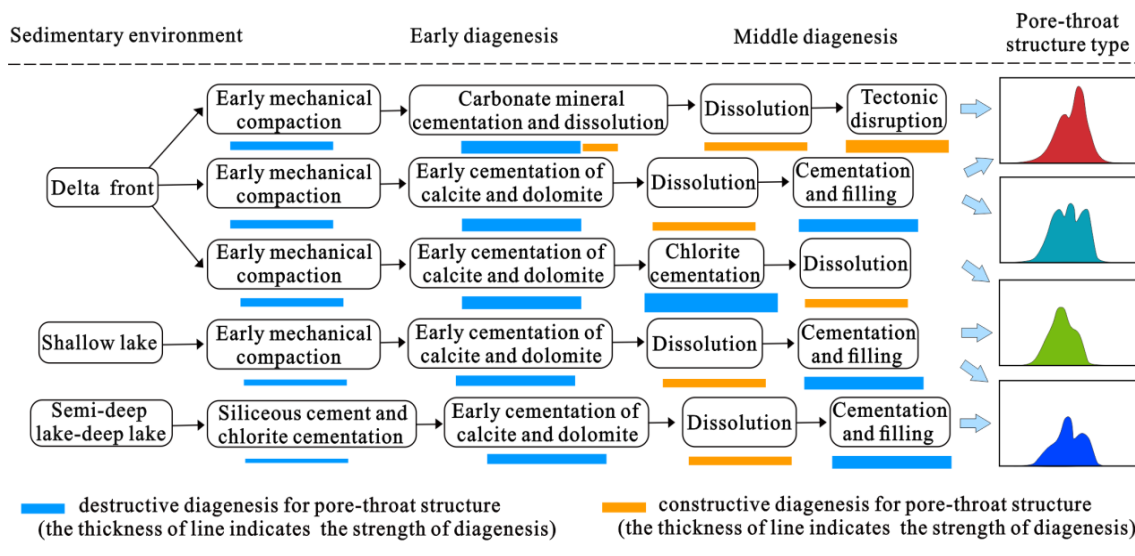 Sedimentary environment
Early diagenesis
Middle diagenesis
Pore-throat
structure type
Delta front
Early mechanical
compaction
Carbonate mineral
cementation and dissolution
Dissolution
Tectonic
disruption
Early mechanical
compaction
Early cementation of
calcite and dolomite
Dissolution
Cementation
and filling
Early mechanical
compaction
Early cementation of
calcite and dolomite
Chlorite
cementation
Dissolution
Shallow lake
Early mechanical
compaction
Early cementation of
calcite and dolomite
Dissolution
Cementation
and filling
Semi-deep
lake-deep lake
Siliceous cement and
chlorite cementation
Early cementation of
calcite and dolomite
Dissolution
Cementation
and filling
destructive diagenesis for pore-throat structure
(the thickness of line indicates the strength of diagenesis)
constructive diagenesis for pore-throat structure
(the thickness of line indicates the strength of diagenesis)